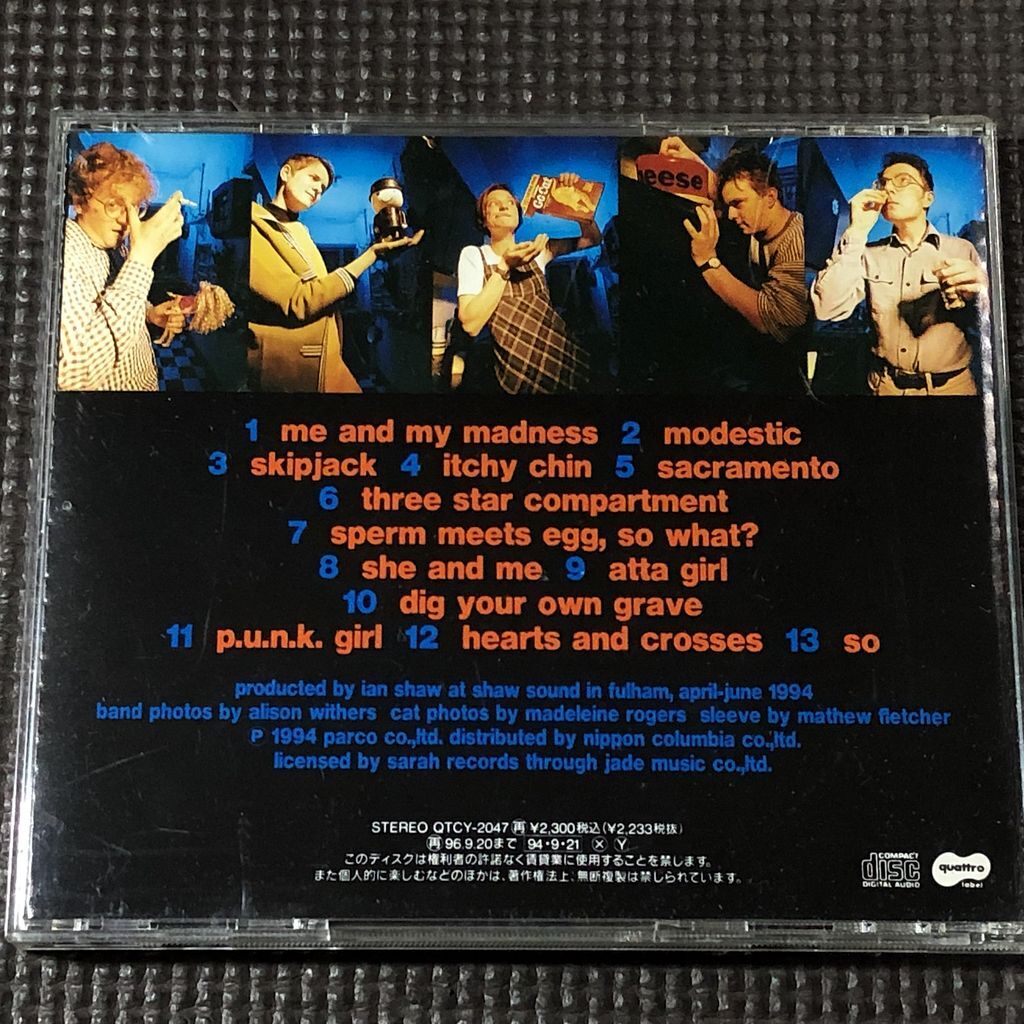 GoCat
eese
1 me and my madness 2 modestic
3 skipjack 4 itchy chin 5 sacramento
6 three star compartment
7 sperm meets egg, so what?
8 she and me 9 atta girl
10 dig your own grave
11 p.u.n.k. girl 12 hearts and crosses 13 so
producted by ian shaw at shaw sound in fulham, april-june 1994
band photos by alison withers cat photos by madeleine rogers sleeve by mathew fletcher
Ⓟ 1994 parco co.,ltd. distributed by nippon columbia co.,ltd.
licensed by sarah records through jade music co.,ltd.
STEREO QTCY-2047 再 ¥2,300税込(¥2,233税抜)
再 96.9.20まで 94・9・21 Ⓧ Y
このディスクは権利者の許諾なく賃貸業に使用することを禁じます。
また個人的に楽しむなどのほかは、著作権法上、無断複製は禁じられています。
COMPACT
disc
DIGITAL AUDIO
quattro
label